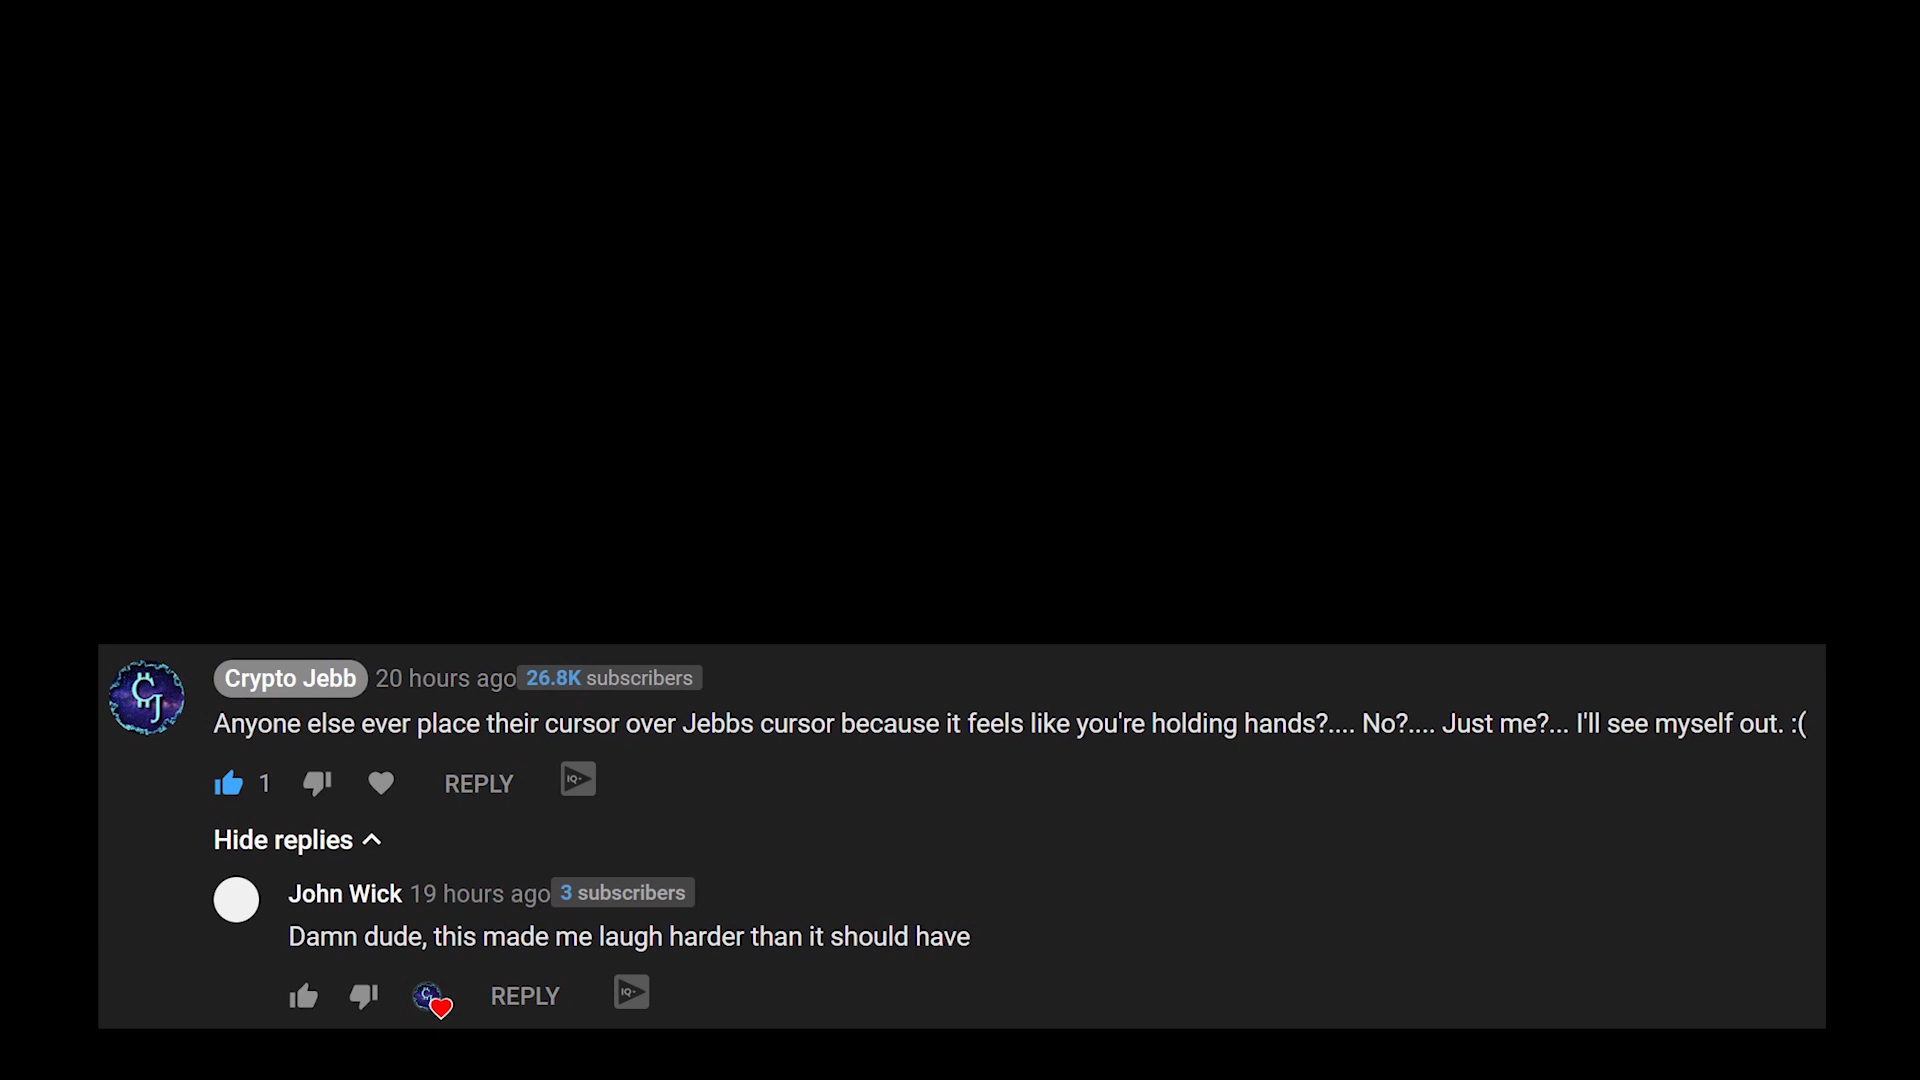 Crypto Jebb 20 hours ago 26.8K subscribers
Anyone else ever place their cursor over Jebbs cursor because it feels like you're holding hands?.... No?.... Just me?... I'll see myself out. :(
1 REPLY IQ+
Hide replies
John Wick 19 hours ago 3 subscribers
Damn dude, this made me laugh harder than it should have
REPLY IQ+